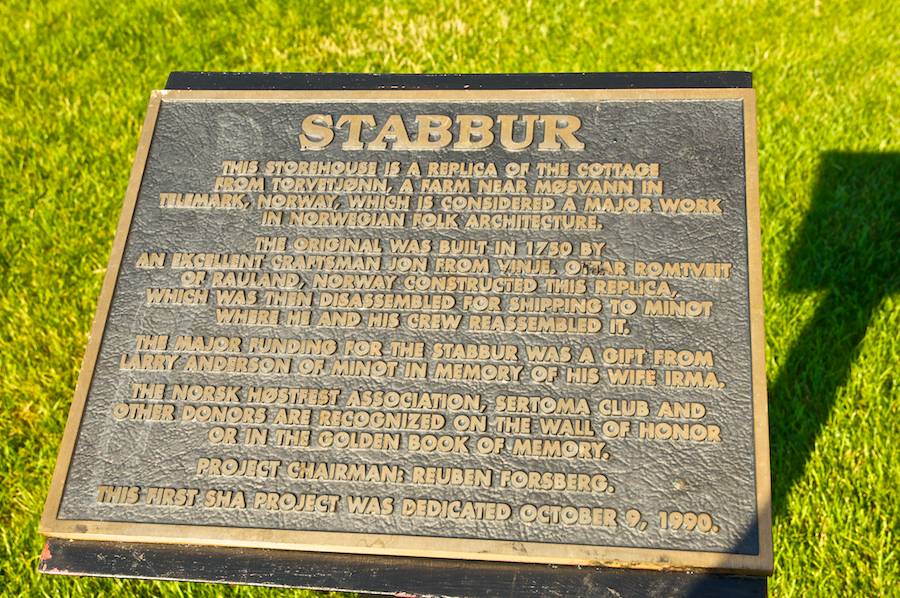 STABBUR
THIS STOREHOUSE IS A REPLICA OF THE COTTAGE
FROM TORVETJØNN, A FARM NEAR MØSVANN IN
TELEMARK, NORWAY, WHICH IS CONSIDERED A MAJOR WORK
IN NORWEGIAN FOLK ARCHITECTURE.
THE ORIGINAL WAS BUILT IN 1750 BY
AN EXCELLENT CRAFTSMAN JON FROM VINJE. OTTAR ROMTVEIT
OF RAULAND, NORWAY CONSTRUCTED THIS REPLICA,
WHICH WAS THEN DISASSEMBLED FOR SHIPPING TO MINOT
WHERE HE AND HIS CREW REASSEMBLED IT.
THE MAJOR FUNDING FOR THE STABBUR WAS A GIFT FROM
LARRY ANDERSON OF MINOT IN MEMORY OF HIS WIFE IRMA.
THE NORSK HØSTFEST ASSOCIATION, SERTOMA CLUB AND
OTHER DONORS ARE RECOGNIZED ON THE WALL OF HONOR
OR IN THE GOLDEN BOOK OF MEMORY.
PROJECT CHAIRMAN: REUBEN FORSBERG.
THIS FIRST SHA PROJECT WAS DEDICATED OCTOBER 9, 1990.